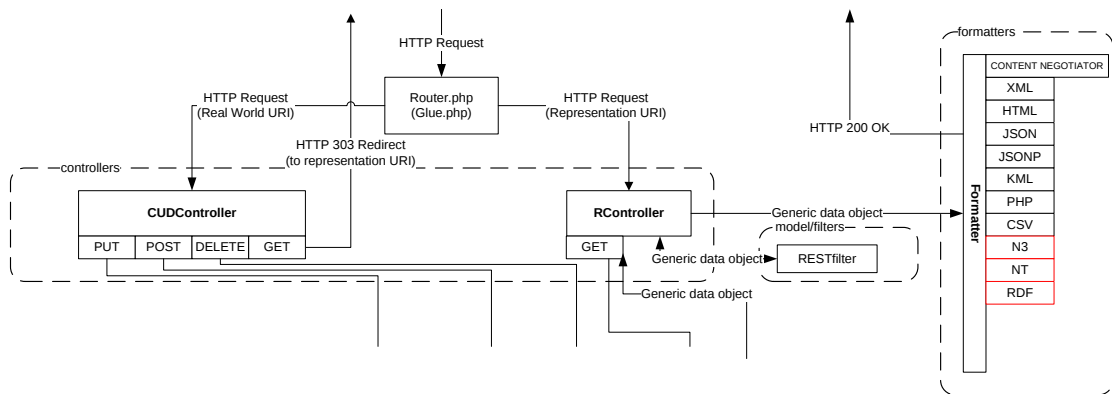 formatters
HTTP Request
CONTENT NEGOTIATOR
XML
HTML
JSON
JSONP
KML
PHP
CSV
N3
NT
RDF
Formatter
Router.php
(Glue.php)
HTTP Request
(Real World URI)
HTTP Request
(Representation URI)
HTTP 200 OK
HTTP 303 Redirect
(to representation URI)
controllers
CUDController
PUT
POST
DELETE
GET
RController
GET
Generic data object
model/filters
Generic data object
RESTfilter
Generic data object